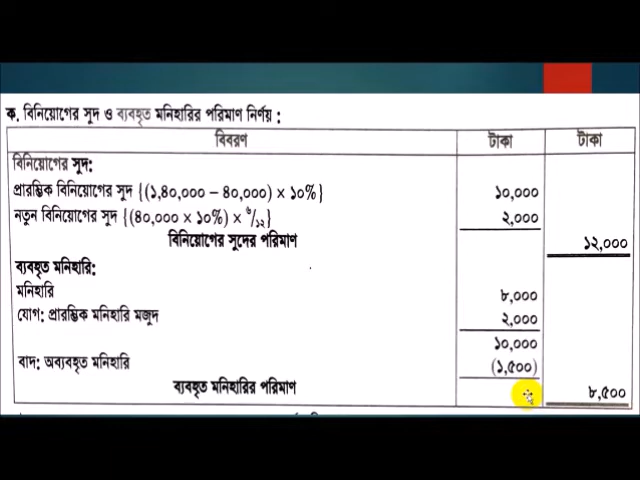 ক. বিনিয়োগের সুদ ও ব্যবহৃত মনিহারির পরিমাণ নির্ণয় :
বিবরণ টাকা টাকা
বিনিয়োগের সুদ:
প্রারম্ভিক বিনিয়োগের সুদ {(১,৪০,০০০ – ৪০,০০০) × ১০%} ১০,০০০
নতুন বিনিয়োগের সুদ {(৪০,০০০ × ১০%) × ৬/১২} ২,০০০
বিনিয়োগের সুদের পরিমাণ ১২,০০০
ব্যবহৃত মনিহারি:
মনিহারি ৮,০০০
যোগ: প্রারম্ভিক মনিহারি মজুদ ২,০০০
১০,০০০
বাদ: অব্যবহৃত মনিহারি (১,৫০০)
ব্যবহৃত মনিহারির পরিমাণ ৮,৫০০